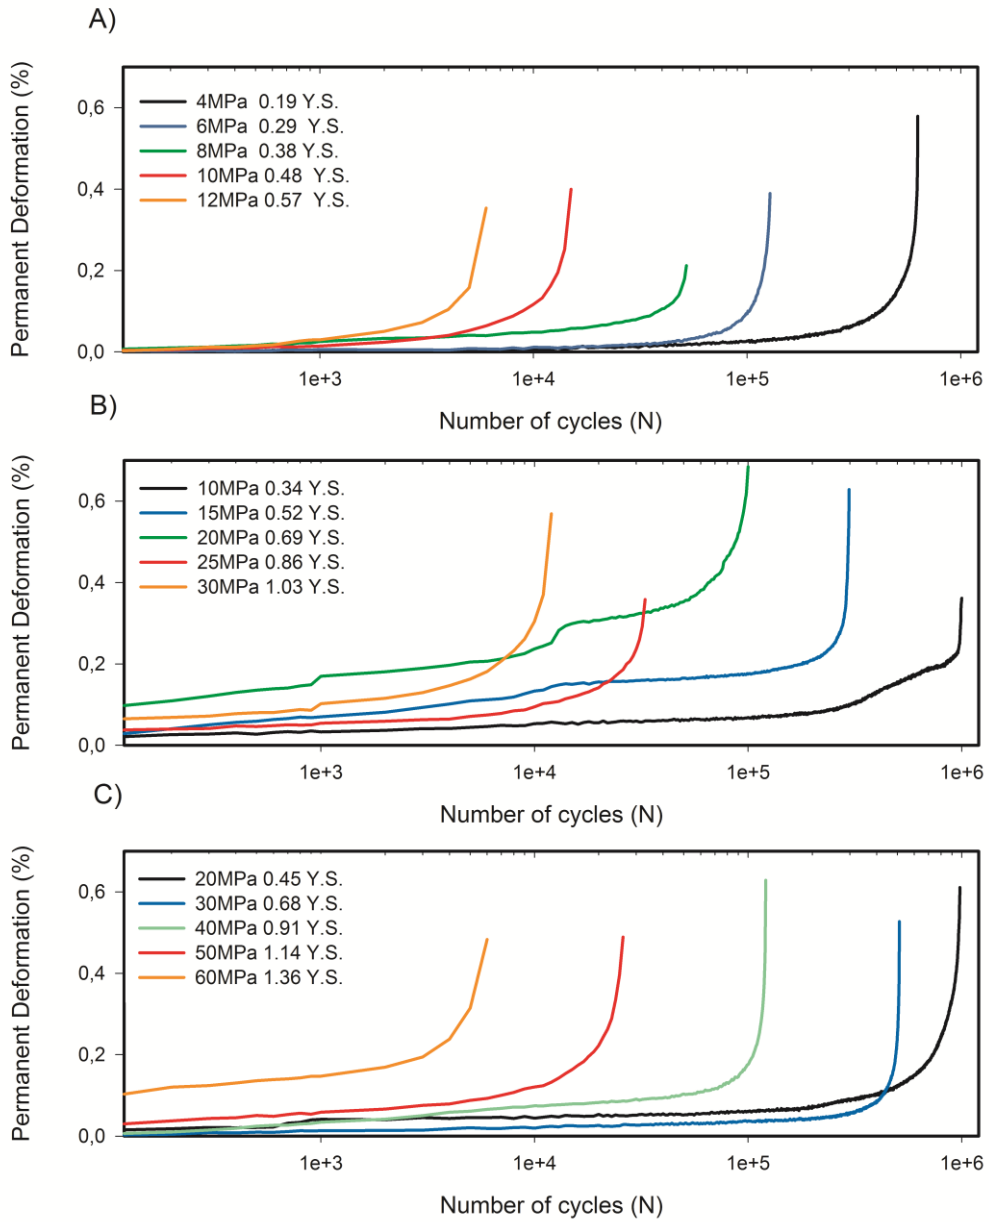 A)
Permanent Deformation (%)
0,6
0,4
0,2
0,0
4MPa 0.19 Y.S.
6MPa 0.29 Y.S.
8MPa 0.38 Y.S.
10MPa 0.48 Y.S.
12MPa 0.57 Y.S.
1e+3 1e+4 1e+5 1e+6
Number of cycles (N)
B)
Permanent Deformation (%)
0,6
0,4
0,2
0,0
10MPa 0.34 Y.S.
15MPa 0.52 Y.S.
20MPa 0.69 Y.S.
25MPa 0.86 Y.S.
30MPa 1.03 Y.S.
1e+3 1e+4 1e+5 1e+6
Number of cycles (N)
C)
Permanent Deformation (%)
0,6
0,4
0,2
0,0
20MPa 0.45 Y.S.
30MPa 0.68 Y.S.
40MPa 0.91 Y.S.
50MPa 1.14 Y.S.
60MPa 1.36 Y.S.
1e+3 1e+4 1e+5 1e+6
Number of cycles (N)